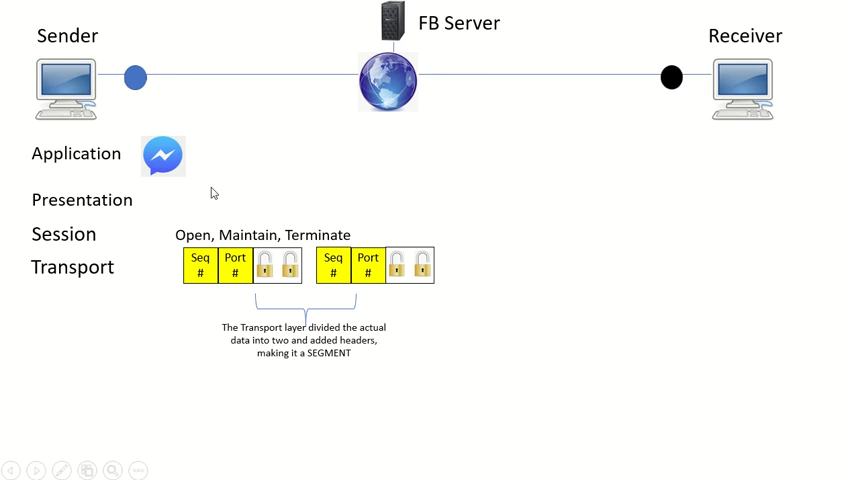 FB Server
Sender
Receiver
Application
Presentation
Session
Open, Maintain, Terminate
Transport
Seq # Port # Seq # Port #
The Transport layer divided the actual
data into two and added headers,
making it a SEGMENT